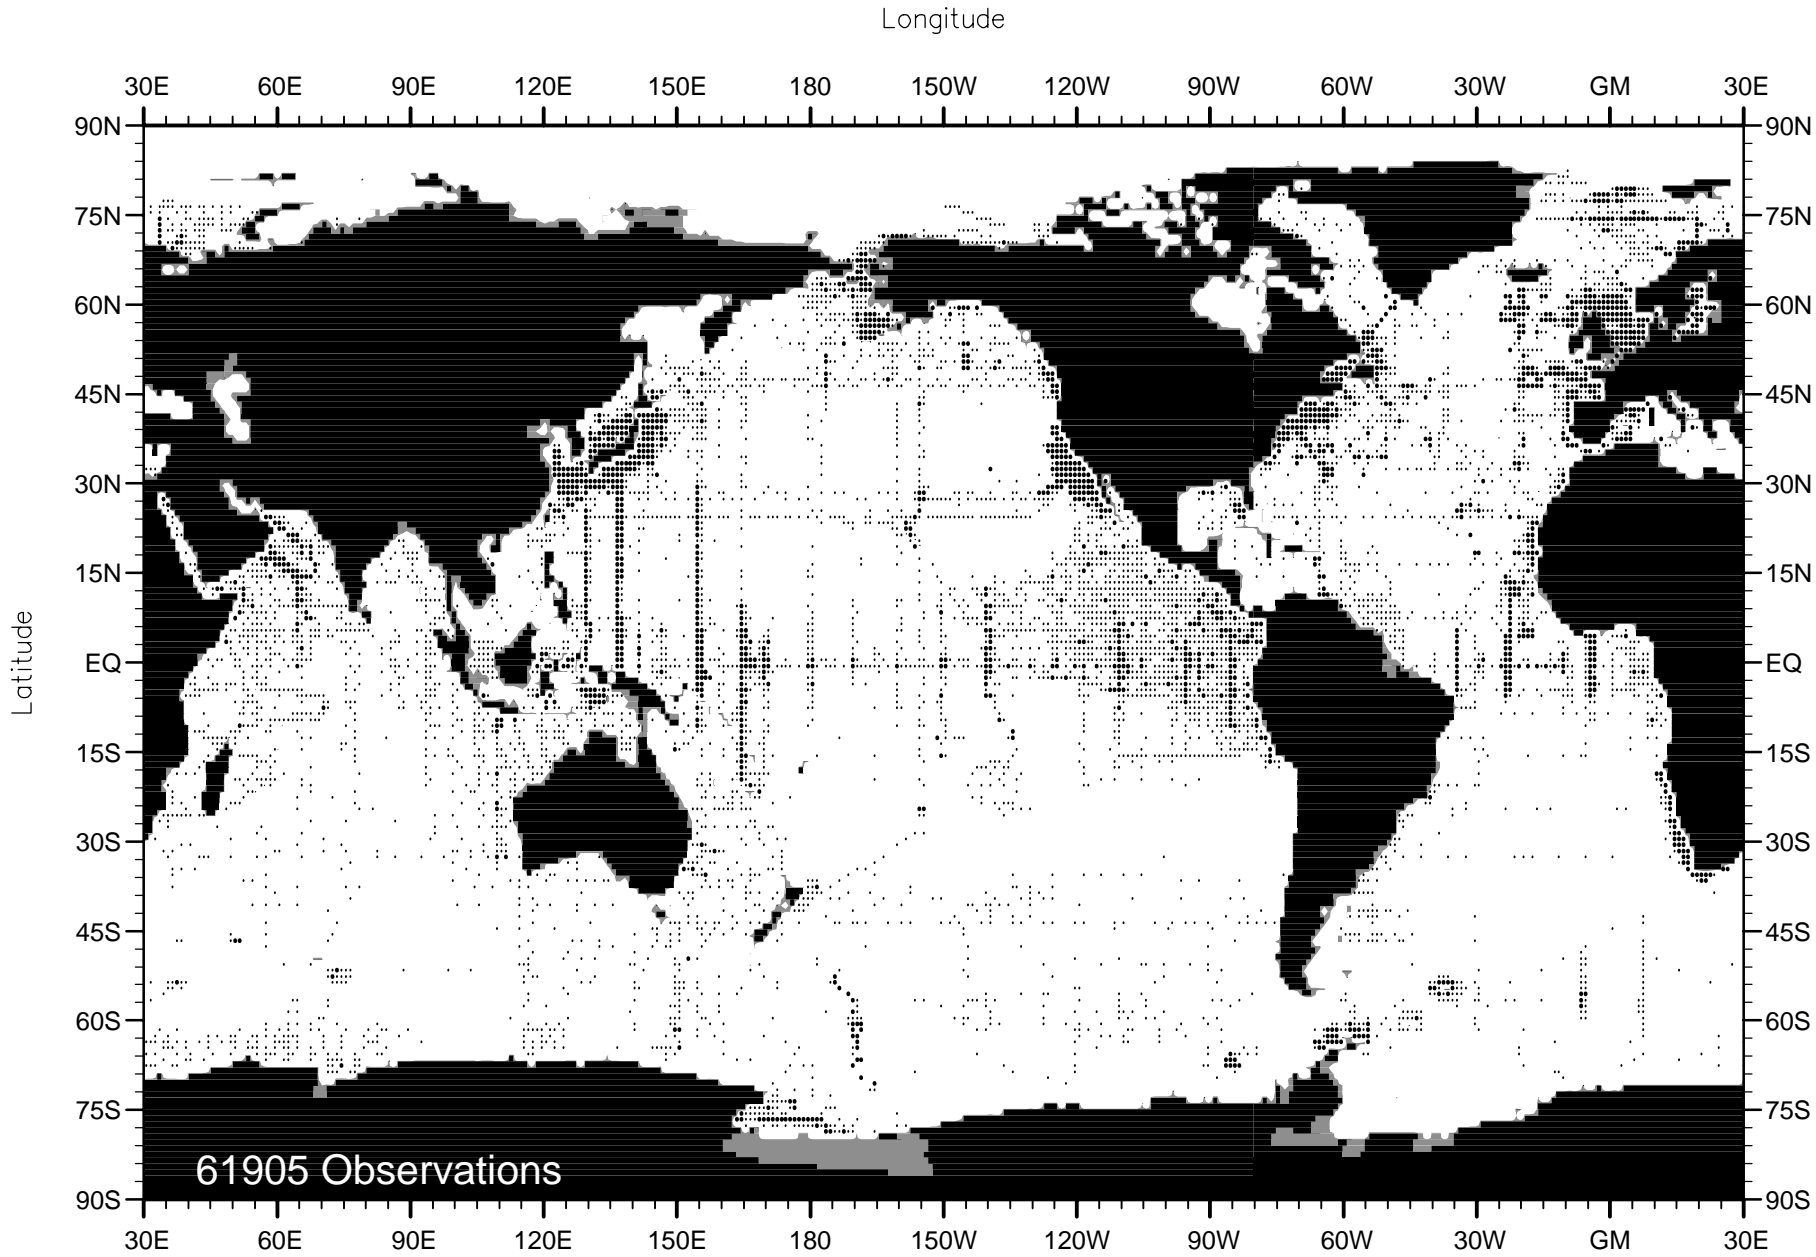 Longitude
30E 60E 90E 120E 150E 180 150W 120W 90W 60W 30W GM 30E
90N 90N
75N 75N
60N 60N
45N 45N
30N 30N
15N 15N
Latitude
EQ EQ
15S 15S
30S 30S
45S 45S
60S 60S
75S 75S
61905 Observations
90S 90S
30E 60E 90E 120E 150E 180 150W 120W 90W 60W 30W GM 30E